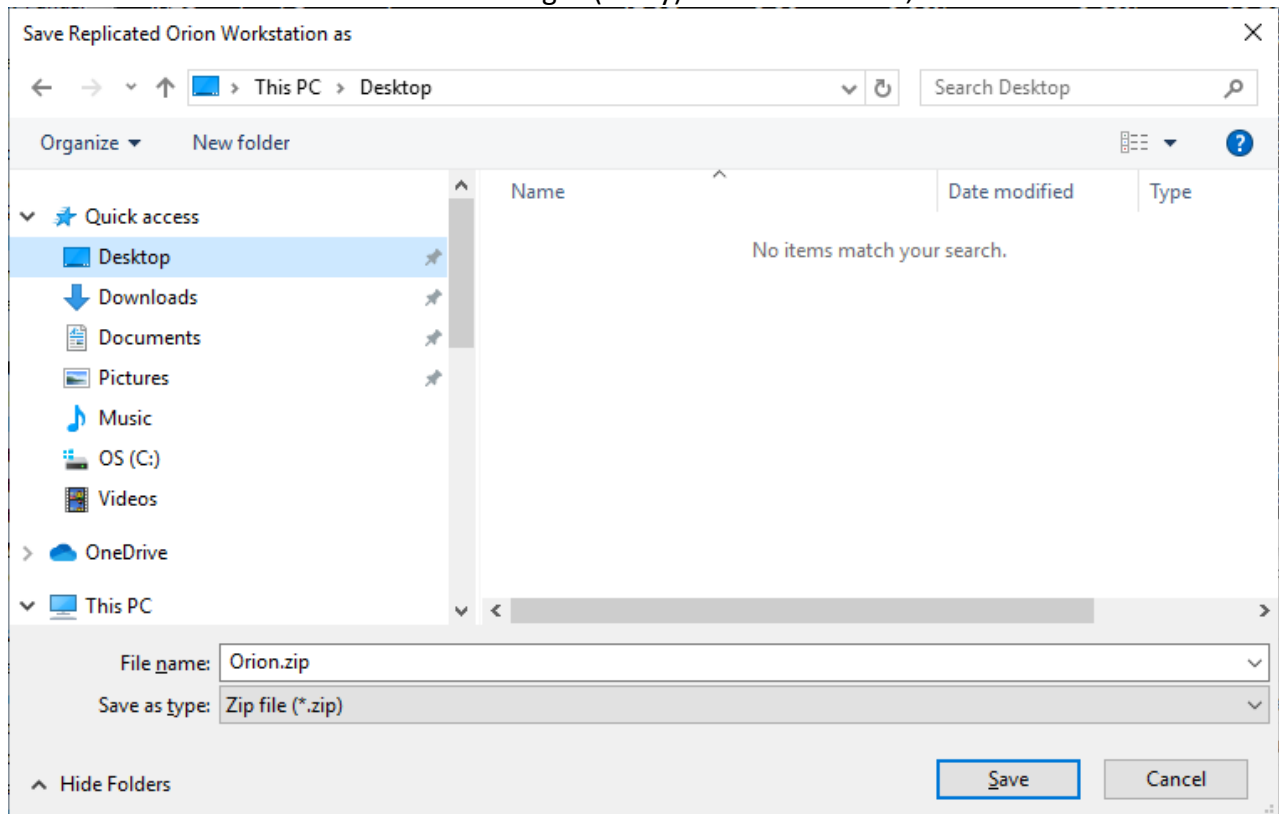 Save Replicated Orion Workstation as
This PC > Desktop
Search Desktop
Organize
New folder
Name
Date modified
Type
Quick access
No items match your search.
Desktop
Downloads
Documents
Pictures
Music
OS (C:)
Videos
OneDrive
This PC
File name: Orion.zip
Save as type: Zip file (*.zip)
Hide Folders
Save
Cancel